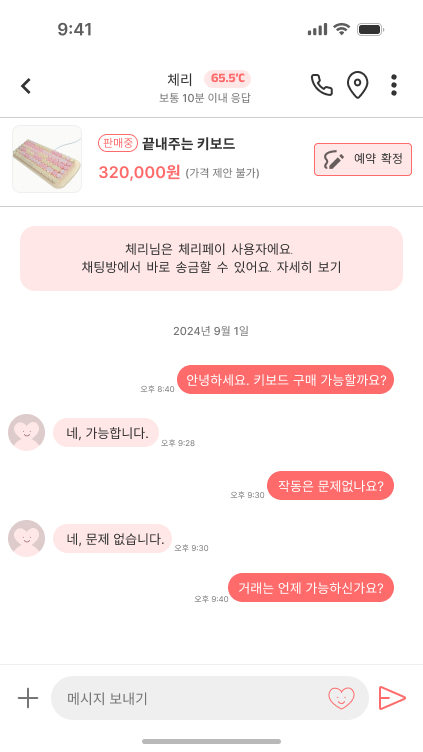 9:41
체리 65.5℃
보통 10분 이내 응답
판매중 끝내주는 키보드
320,000원 (가격 제안 불가)
예약 확정
체리님은 체리페이 사용자에요.
채팅방에서 바로 송금할 수 있어요. 자세히 보기
2024년 9월 1일
오후 8:40 안녕하세요. 키보드 구매 가능할까요?
네, 가능합니다. 오후 9:28
오후 9:30 작동은 문제없나요?
네, 문제 없습니다. 오후 9:30
오후 9:40 거래는 언제 가능하신가요?
메시지 보내기